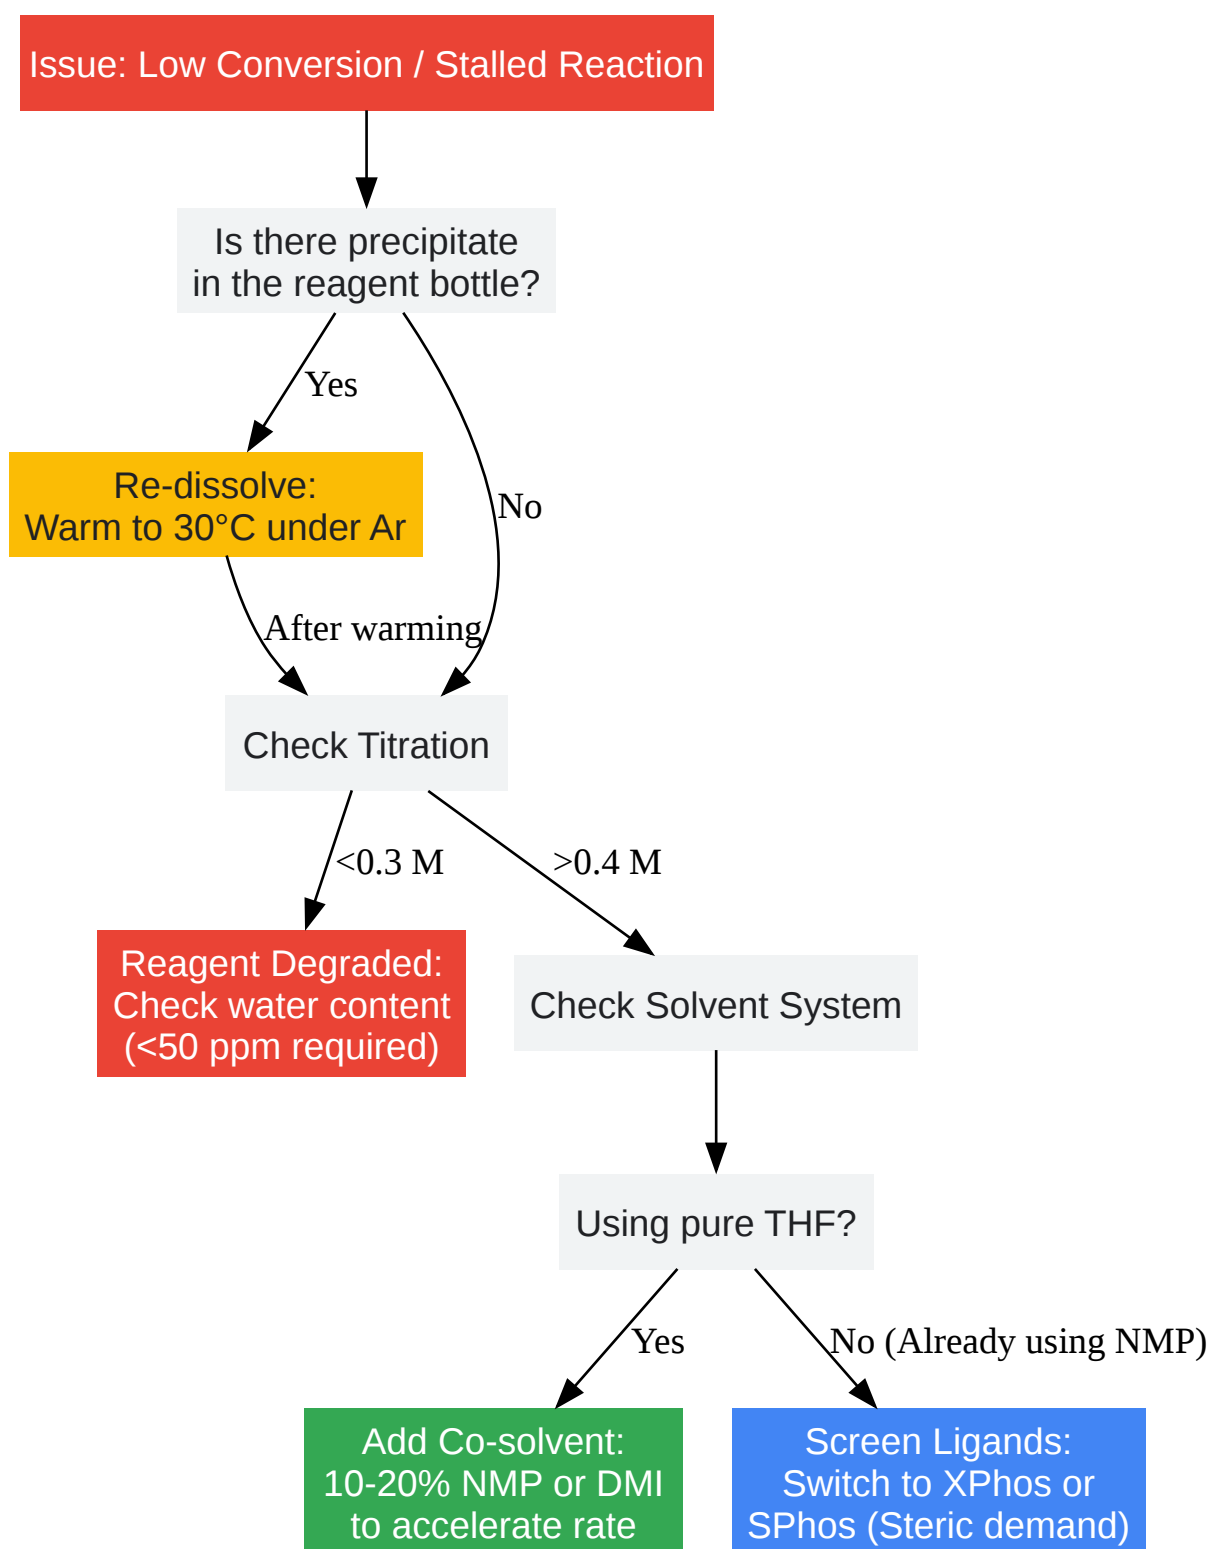 Issue: Low Conversion / Stalled Reaction
Is there precipitate
in the reagent bottle?
Yes
Re-dissolve:
Warm to 30°C under Ar
No
After warming
Check Titration
<0.3 M
>0.4 M
Reagent Degraded:
Check water content
(<50 ppm required)
Check Solvent System
Using pure THF?
Yes
No (Already using NMP)
Add Co-solvent:
10-20% NMP or DMI
to accelerate rate
Screen Ligands:
Switch to XPhos or
SPhos (Steric demand)